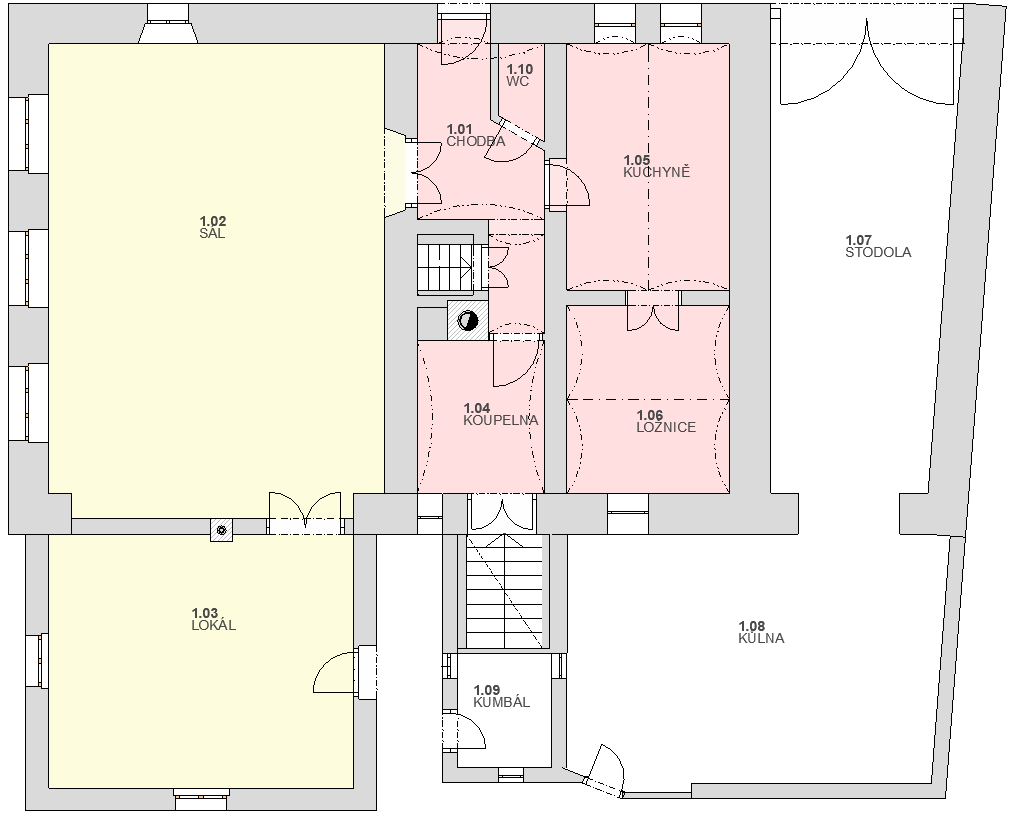 1.10
WC
1.01
CHODBA
1.05
KUCHYNĚ
1.02
SÁL
1.07
STODOLA
1.04
KOUPELNA
1.06
LOŽNICE
1.03
LOKÁL
1.08
KŮLNA
1.09
KUMBÁL